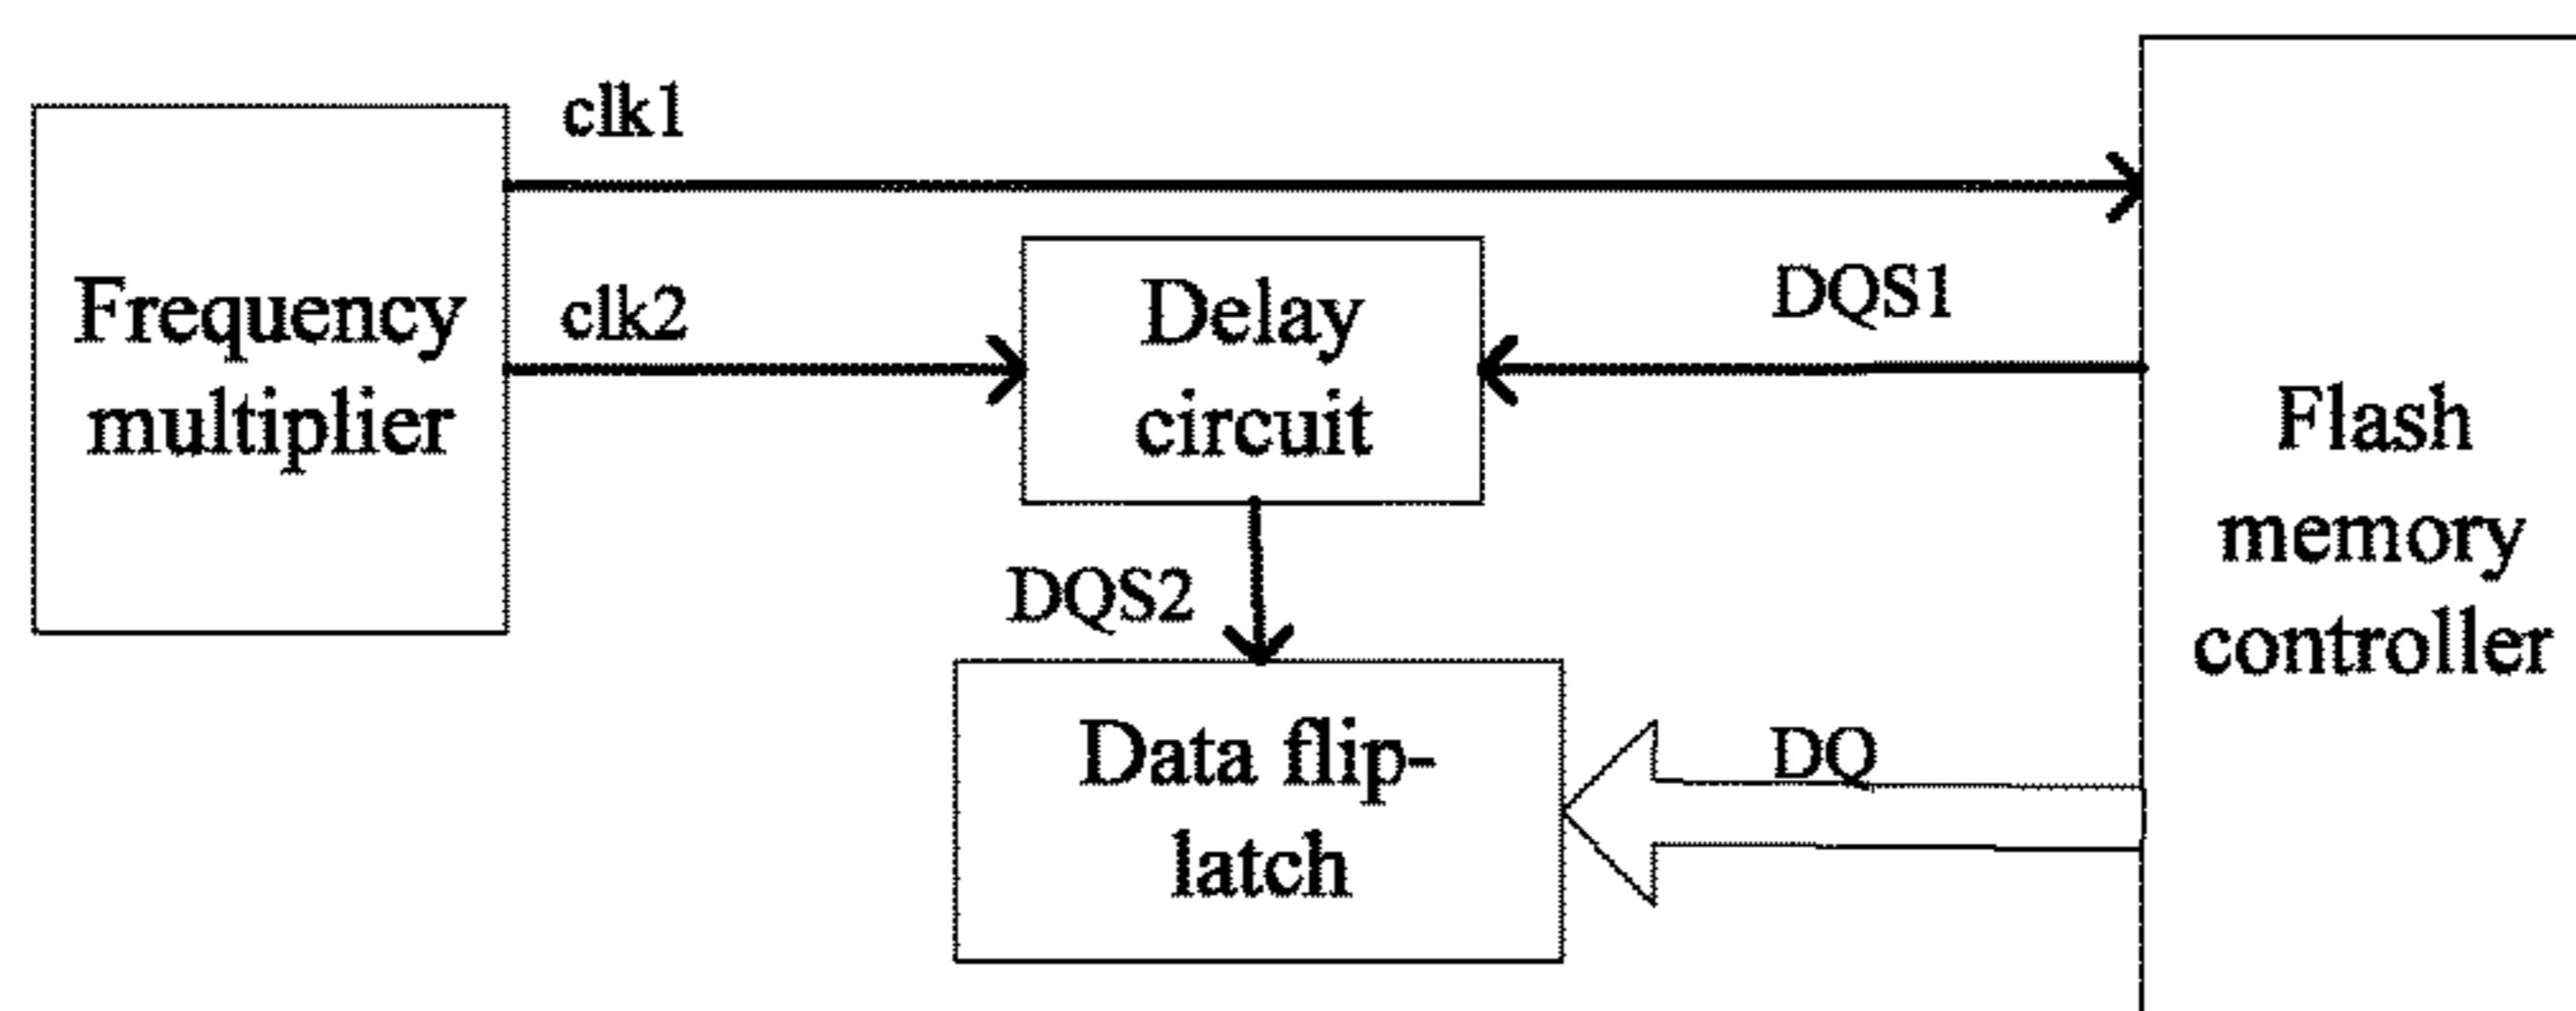 clk1
Frequency
multiplier
clk2
Delay
circuit
DQS1
DQS2
Flash
memory
controller
Data flip-
latch
DQ